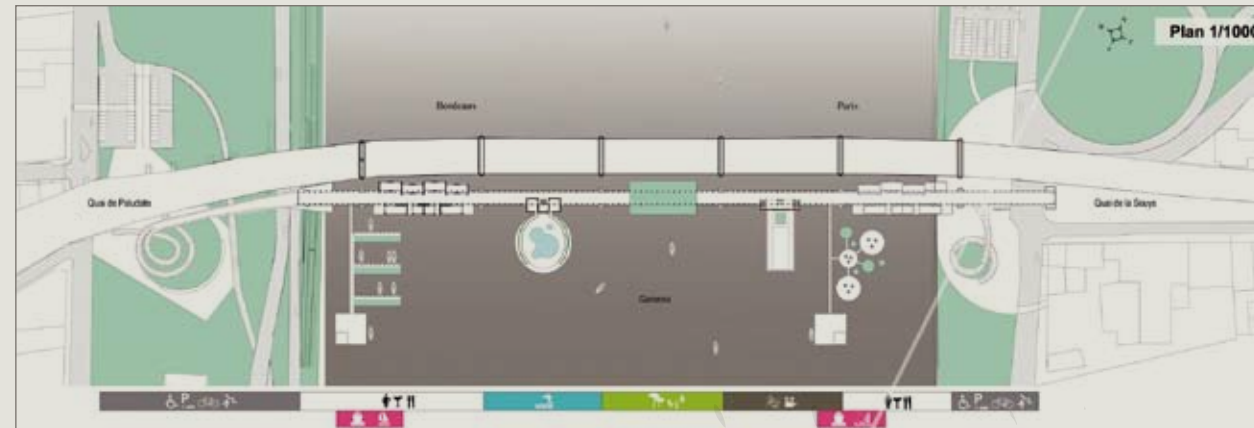 Plan 1/1000
Bordeaux
Paris
Quai de Paludate
Quai de la Souys
Garonne
P
P